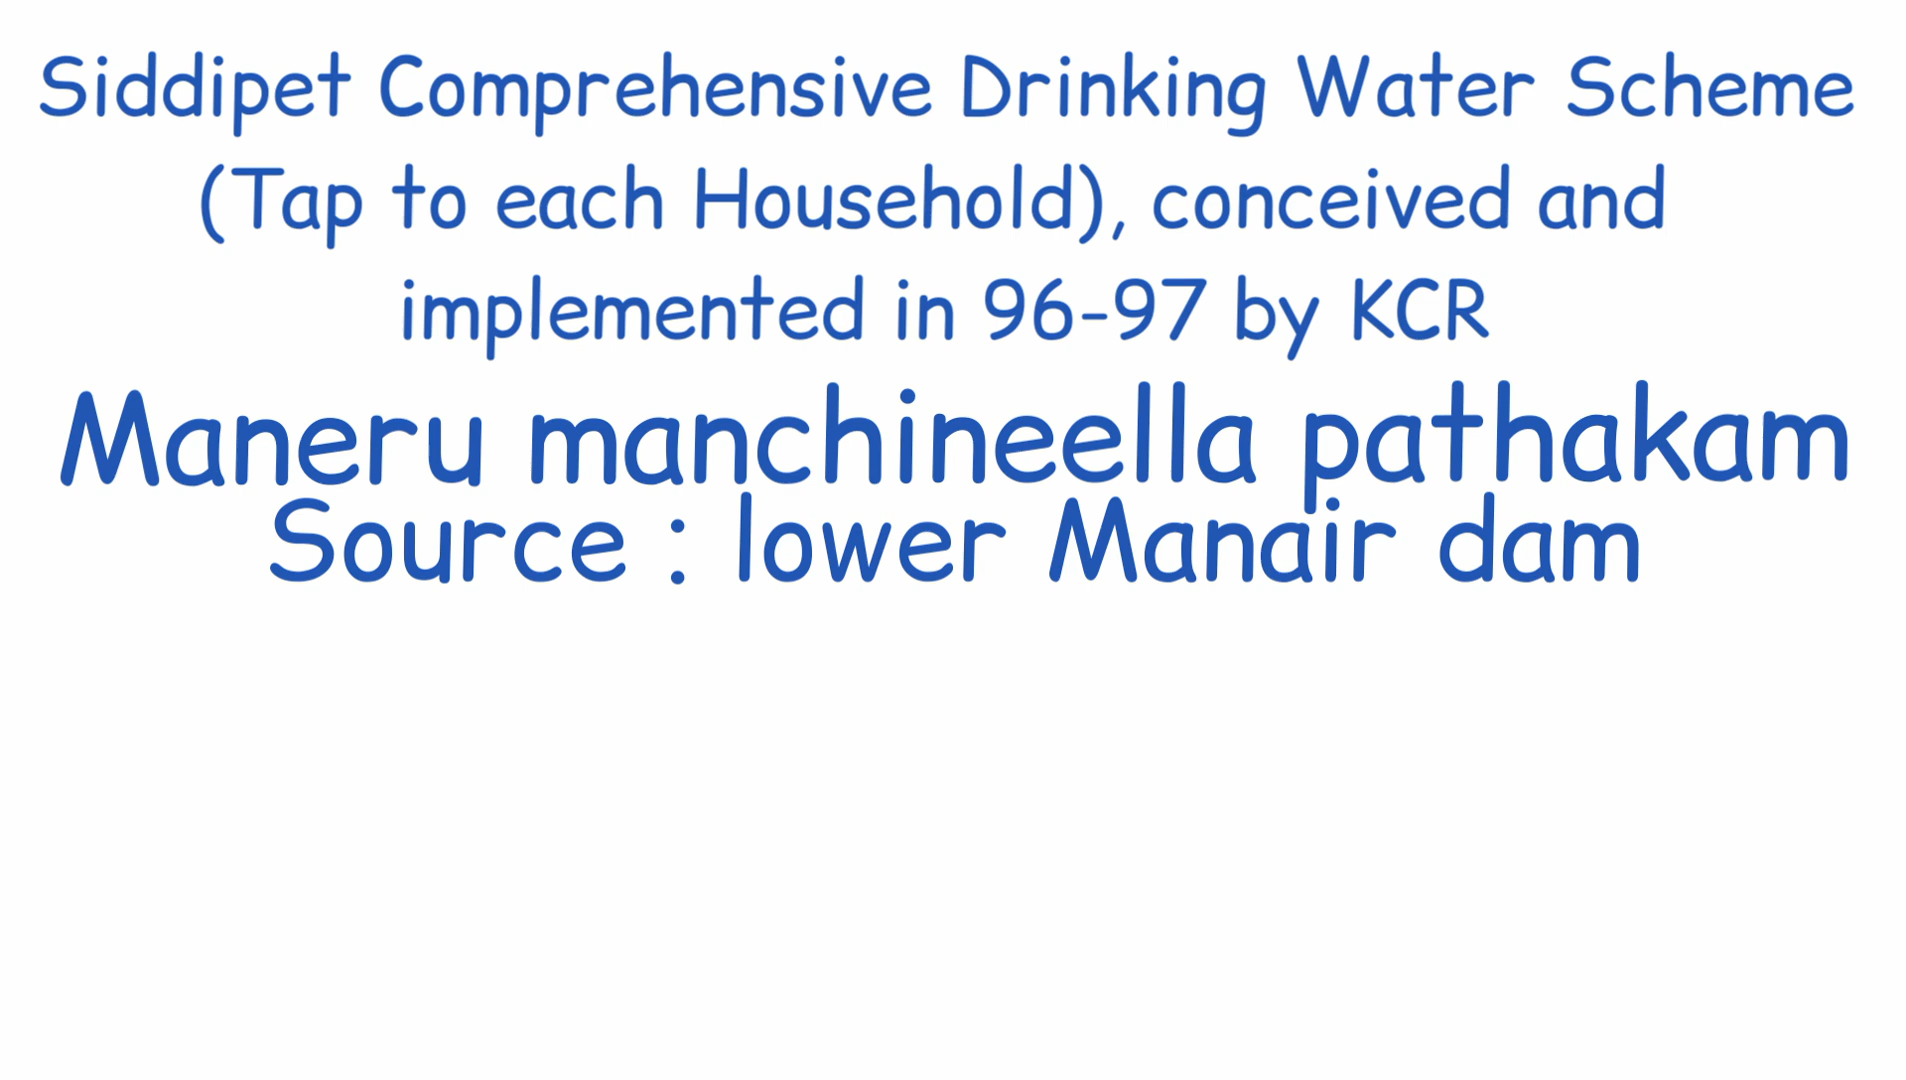 Siddipet Comprehensive Drinking Water Scheme
(Tap to each Household), conceived and
implemented in 96-97 by KCR
Maneru manchineella pathakam
Source : lower Manair dam